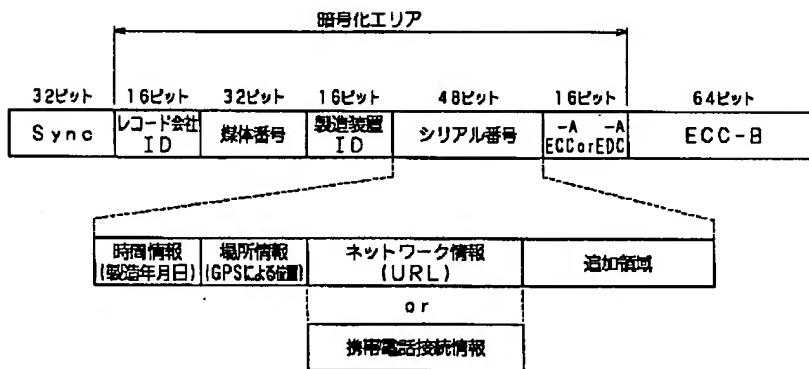 暗号化エリア
32ビット 16ビット 32ビット 16ビット 48ビット 16ビット 64ビット
Sync
レコード会社
ID
媒体番号
製造装置
ID
シリアル番号
-A -A
ECCorEDC
ECC-B
時間情報
(製造年月日)
場所情報
(GPSによる位置)
ネットワーク情報
(URL)
追加領域
or
携帯電話接続情報